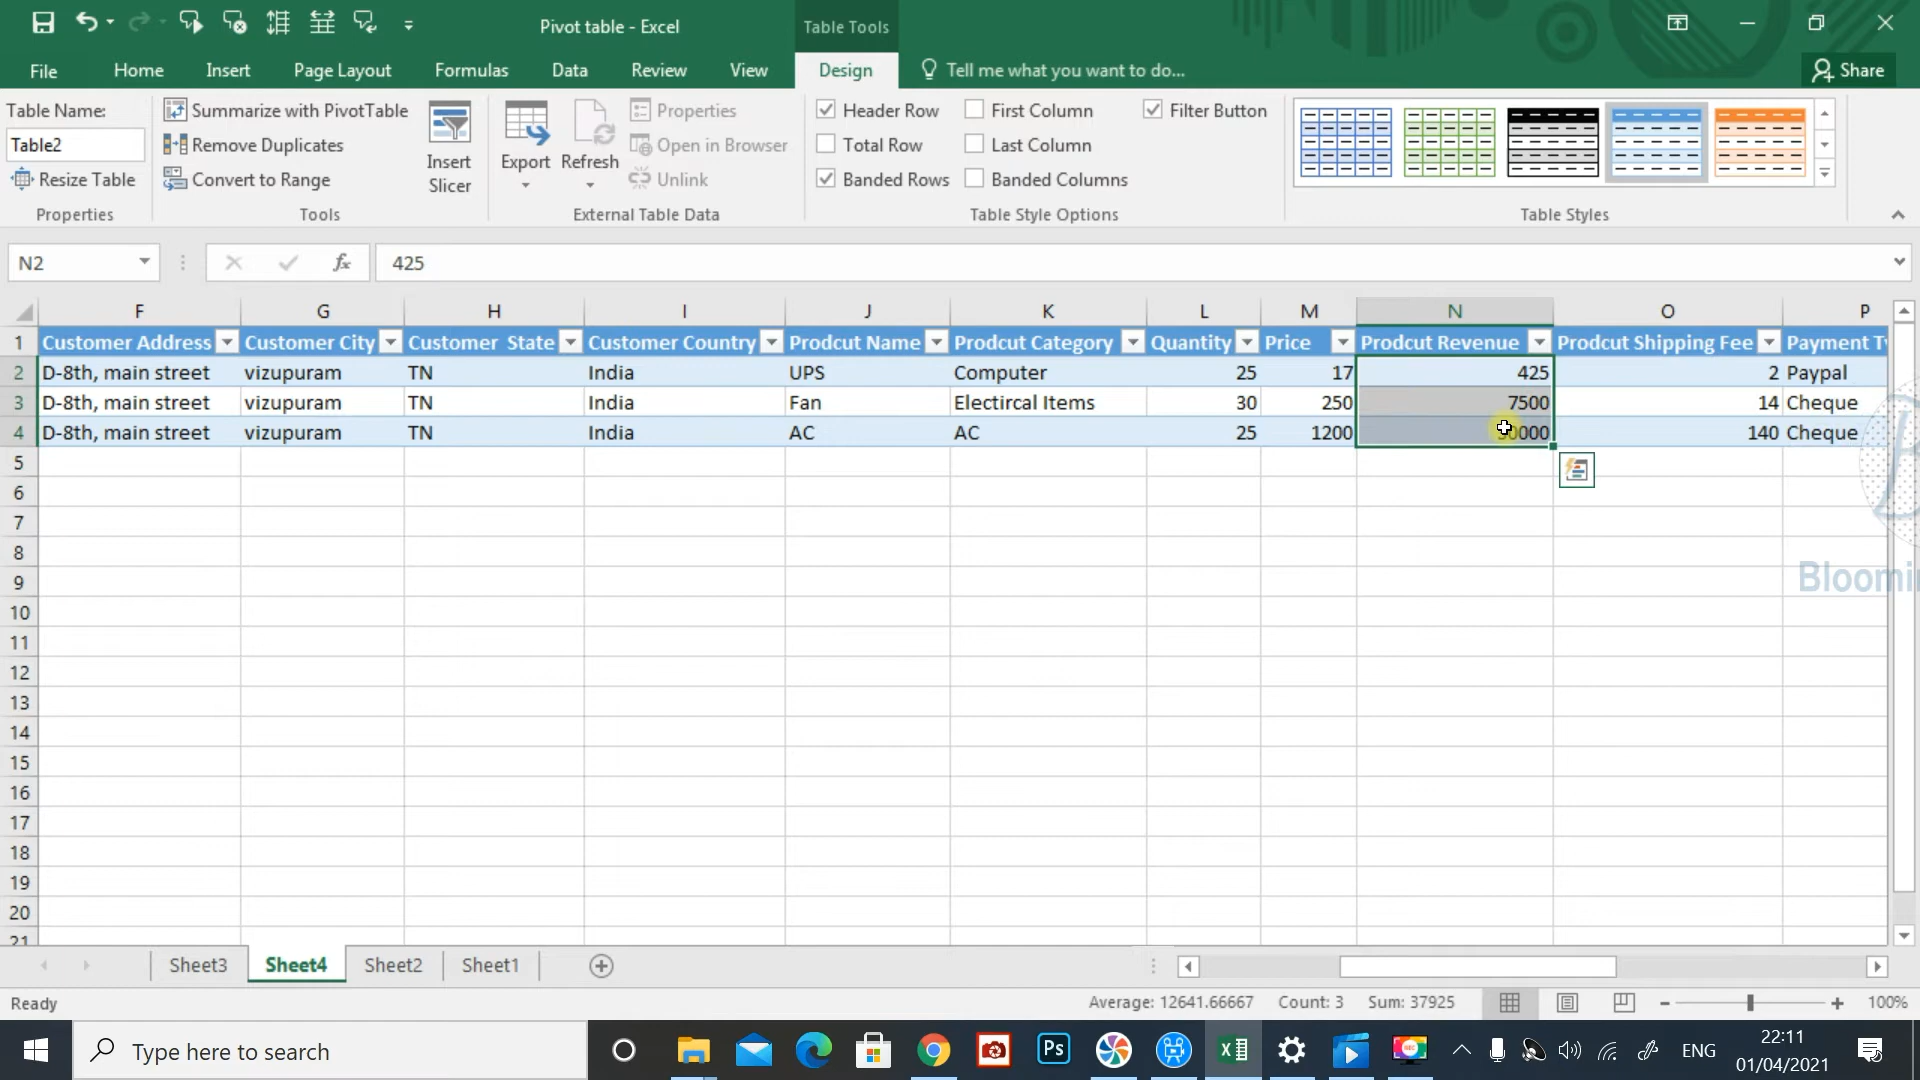 Pivot table - Excel
Table Tools
File Home Insert Page Layout Formulas Data Review View Design Tell me what you want to do... Share
Table Name:
Table2
Resize Table
Properties
Summarize with PivotTable
Remove Duplicates
Convert to Range
Tools
Insert Slicer
Export
Refresh
Properties
Open in Browser
Unlink
External Table Data
Header Row
Total Row
Banded Rows
First Column
Last Column
Banded Columns
Filter Button
Table Style Options
Table Styles
N2 fx 425
F G H I J K L M N O P
1 Customer Address Customer City Customer State Customer Country Prodcut Name Prodcut Category Quantity Price Prodcut Revenue Prodcut Shipping Fee Payment
2 D-8th, main street vizupuram TN India UPS Computer 25 17 425 2 Paypal
3 D-8th, main street vizupuram TN India Fan Electircal Items 30 250 7500 14 Cheque
4 D-8th, main street vizupuram TN India AC AC 25 1200 30000 140 Cheque
5
6
7
8
9
10
11
12
13
14
15
16
17
18
19
20
21
Bloomi
Sheet3 Sheet4 Sheet2 Sheet1
Ready Average: 12641.66667 Count: 3 Sum: 37925 100%
Type here to search
Ps
ENG
22:11
01/04/2021